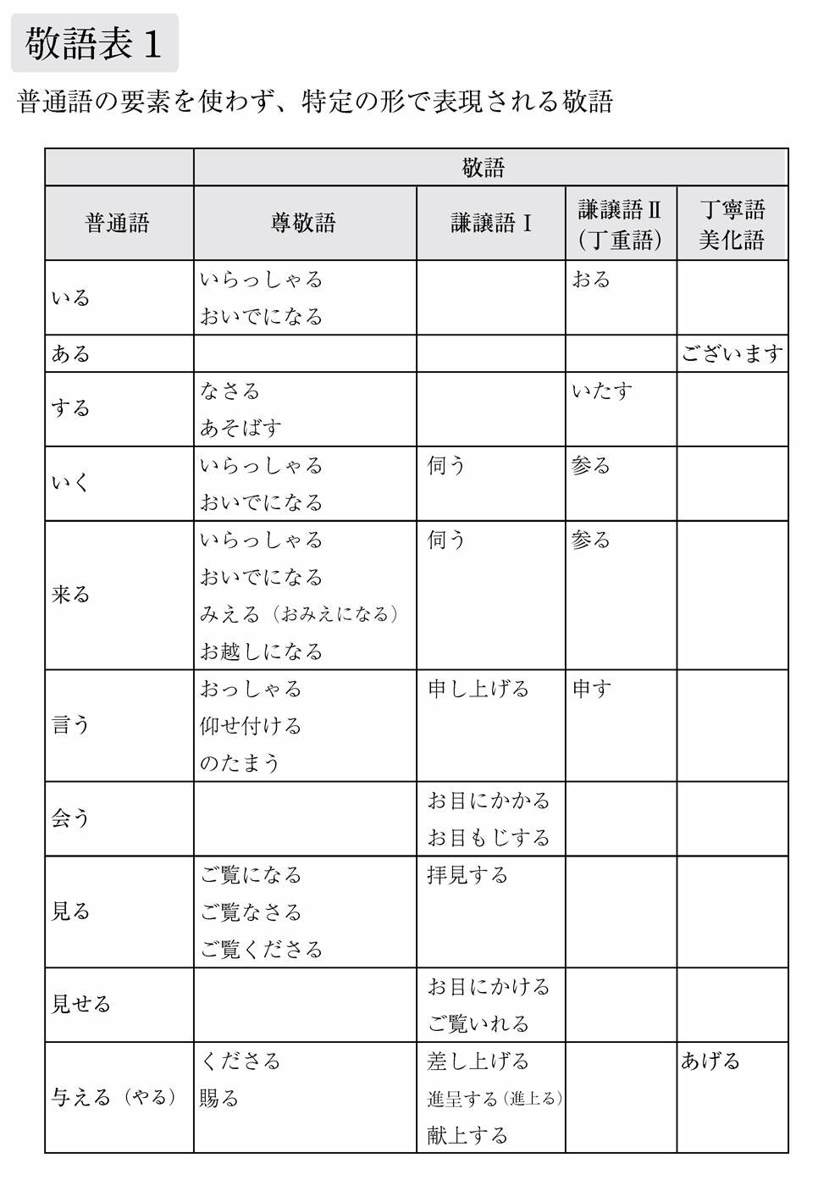 敬語表1
普通語の要素を使わず、特定の形で表現される敬語
敬語
普通語 尊敬語 謙譲語Ⅰ 謙譲語Ⅱ(丁重語) 丁寧語 美化語
いる
いらっしゃる
おいでになる
おる
ある
ございます
する
なさる
あそばす
いたす
いく
いらっしゃる
おいでになる
伺う
参る
来る
いらっしゃる
おいでになる
みえる(おみえになる)
お越しになる
伺う
参る
言う
おっしゃる
仰せ付ける
のたまう
申し上げる
申す
会う
お目にかかる
お目もじする
見る
ご覧になる
ご覧なさる
ご覧くださる
拝見する
見せる
お目にかける
ご覧いれる
与える(やる)
くださる
賜る
差し上げる
進呈する(進上る)
献上する
あげる